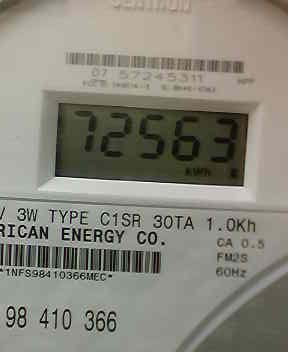 CENTRON
07 57245311
72563
KWH
V 3W TYPE C1SR 30TA 1.0Kh
RICAN ENERGY CO.
CA 0.5
FM2S
60Hz
*1NFS98410366MEC*
98 410 366